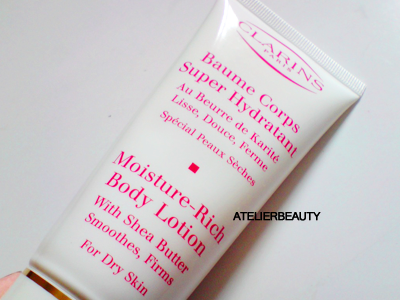 CLARINS
PARIS
Baume Corps
Super Hydratant
Au Beurre de Karité
Lisse, Douce, Ferme
Spécial Peaux Sèches
Moisture-Rich
Body Lotion
With Shea Butter
Smoothes, Firms
For Dry Skin
ATELIERBEAUTY